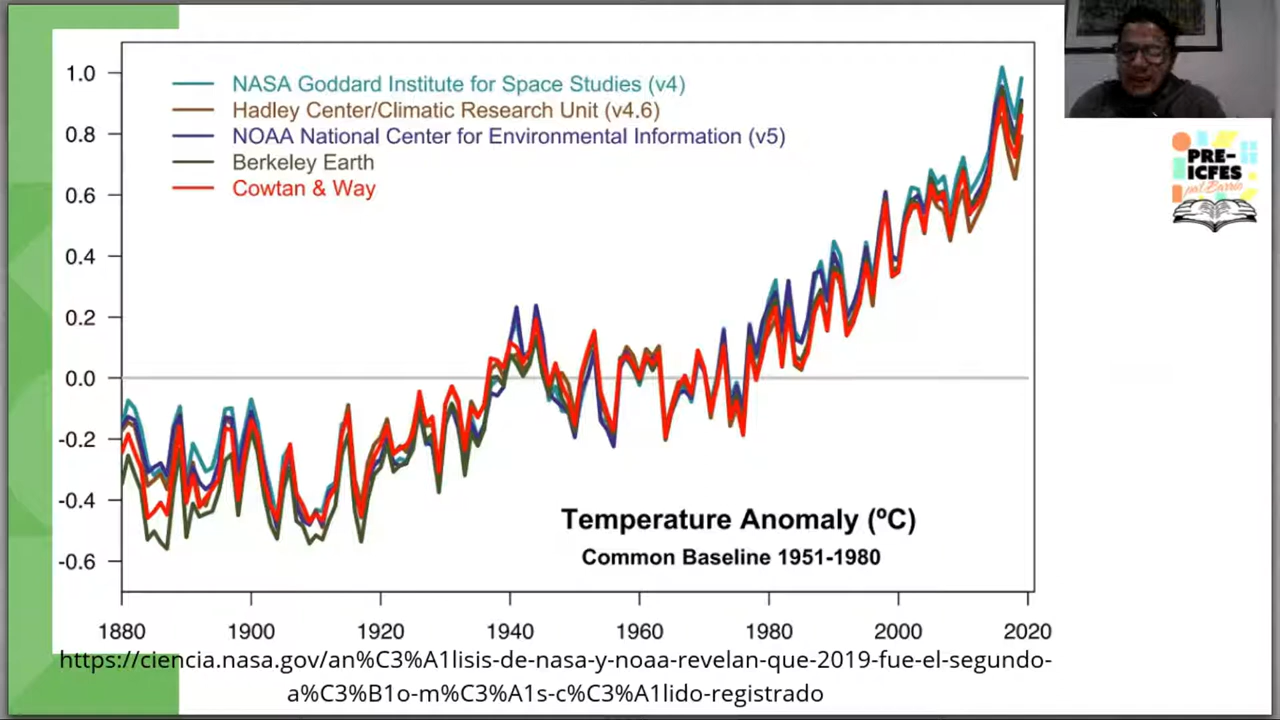 1.0
0.8
0.6
0.4
0.2
0.0
-0.2
-0.4
-0.6
NASA Goddard Institute for Space Studies (v4)
Hadley Center/Climatic Research Unit (v4.6)
NOAA National Center for Environmental Information (v5)
Berkeley Earth
Cowtan & Way
PRE-
ICFES
Temperature Anomaly (ºC)
Common Baseline 1951-1980
1880 1900 1920 1940 1960 1980 2000 2020
https://ciencia.nasa.gov/an%C3%A1lisis-de-nasa-y-noaa-revelan-que-2019-fue-el-segundo-
a%C3%B1o-m%C3%A1s-c%C3%A1lido-registrado